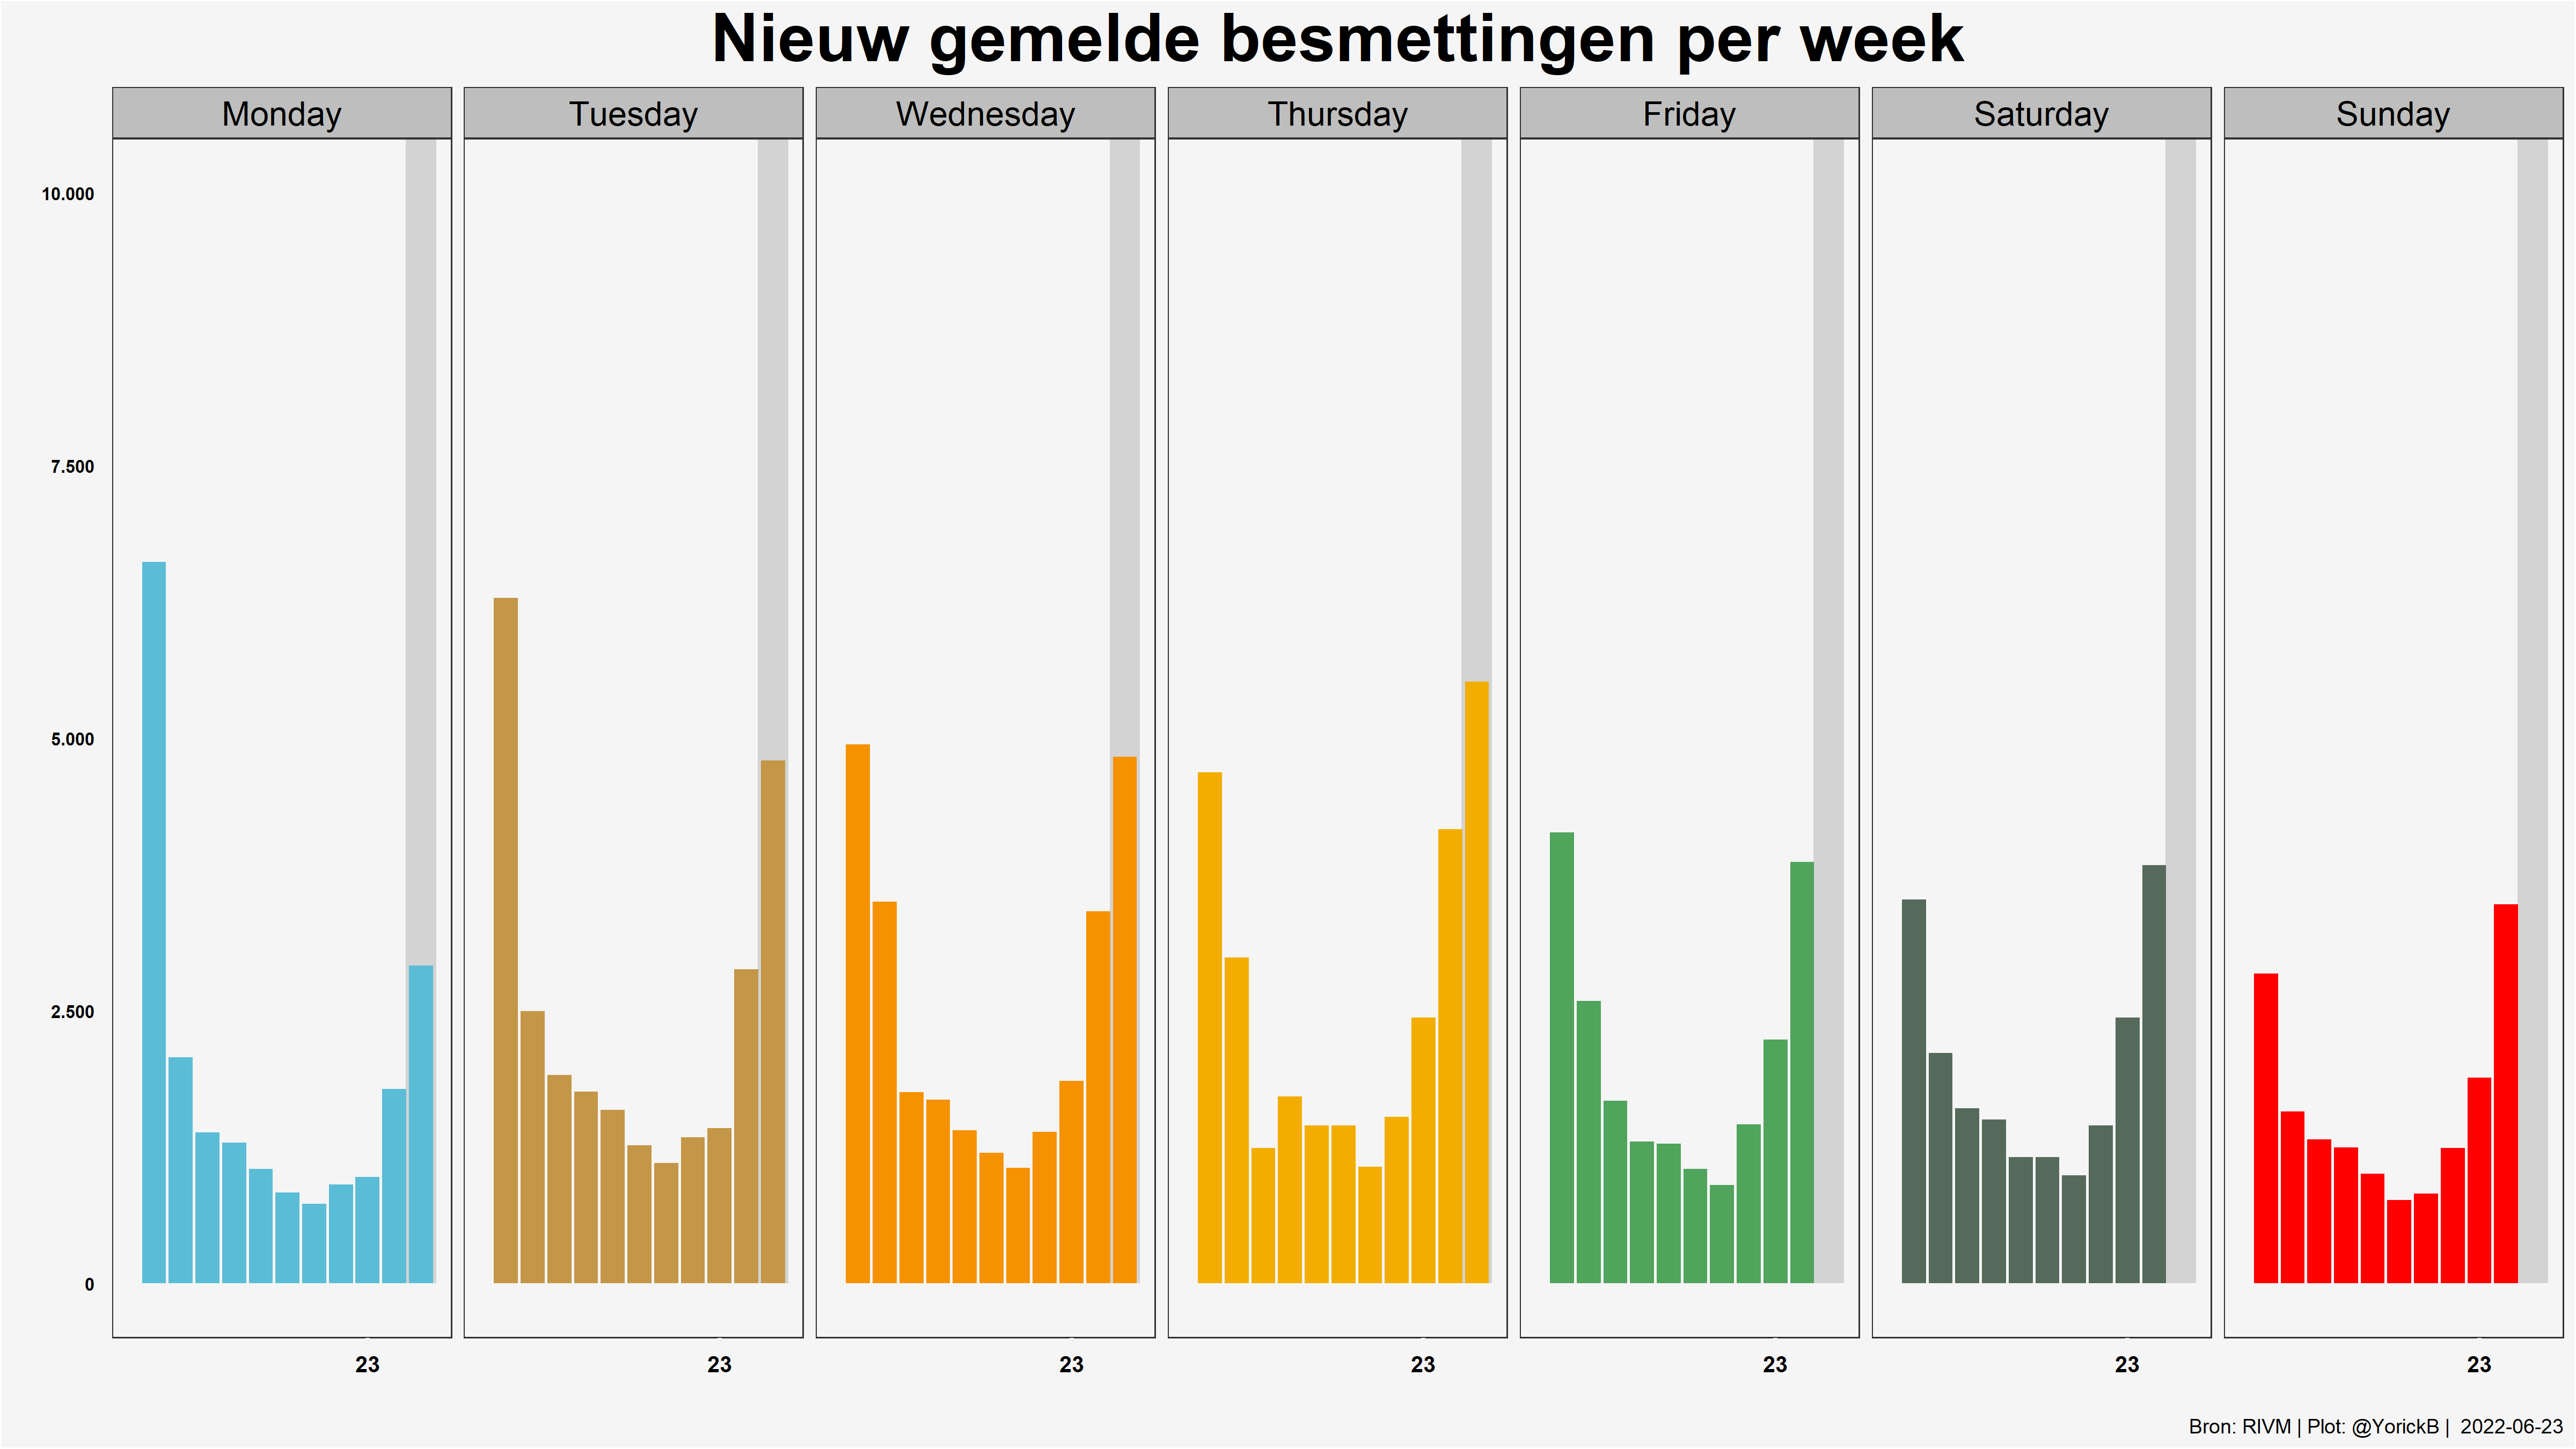 Nieuw gemelde besmettingen per week
Monday Tuesday Wednesday Thursday Friday Saturday Sunday
10.000
7.500
5.000
2.500
0
23 23 23 23 23 23 23
Bron: RIVM | Plot: @YorickB | 2022-06-23